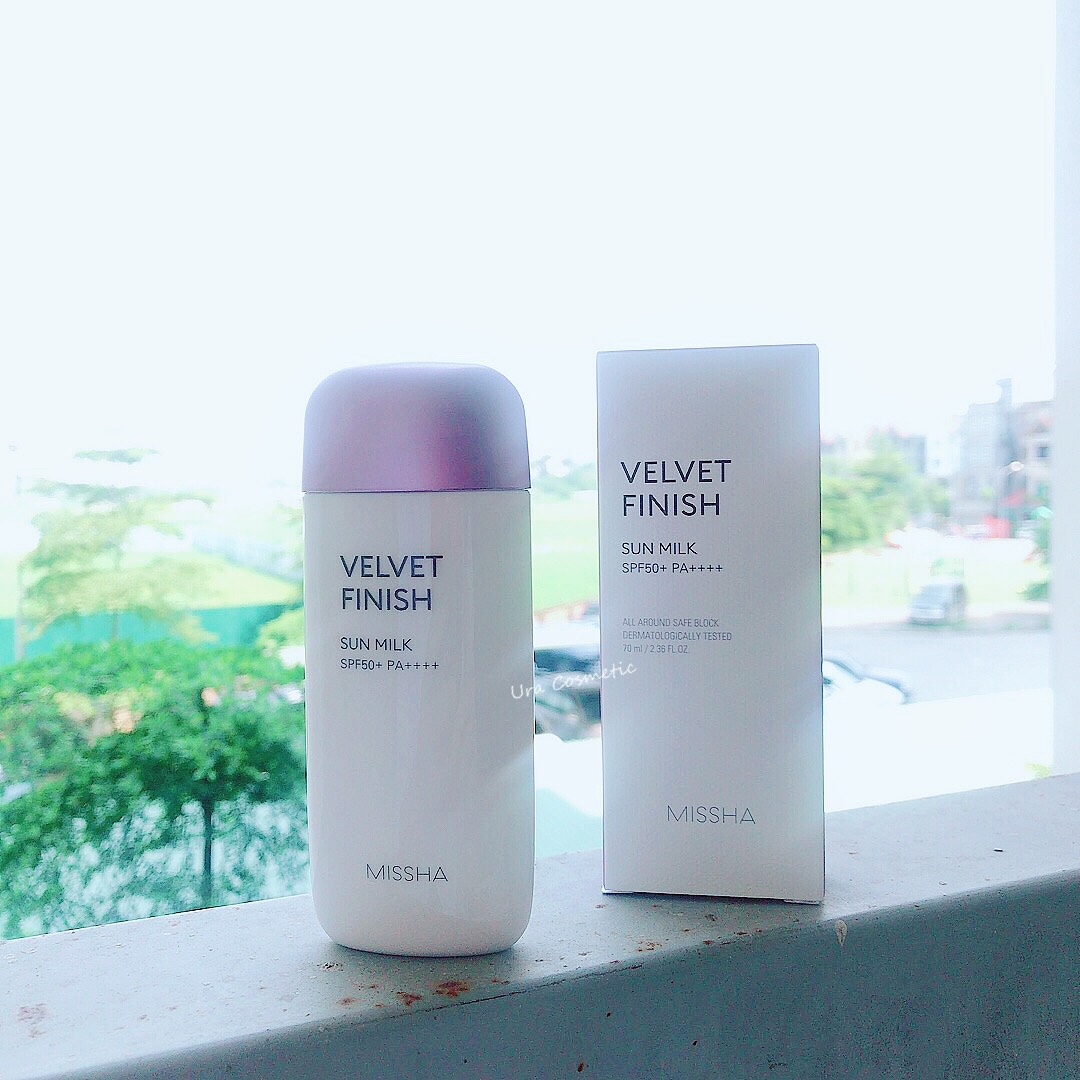 VELVET
FINISH
SUN MILK
SPF50+ PA++++
MISSHA
VELVET
FINISH
SUN MILK
SPF50+ PA++++
ALL AROUND SAFE BLOCK
DERMATOLOGICALLY TESTED
70 ml / 2.36 FL.OZ.
MISSHA
Ura Cosmetic